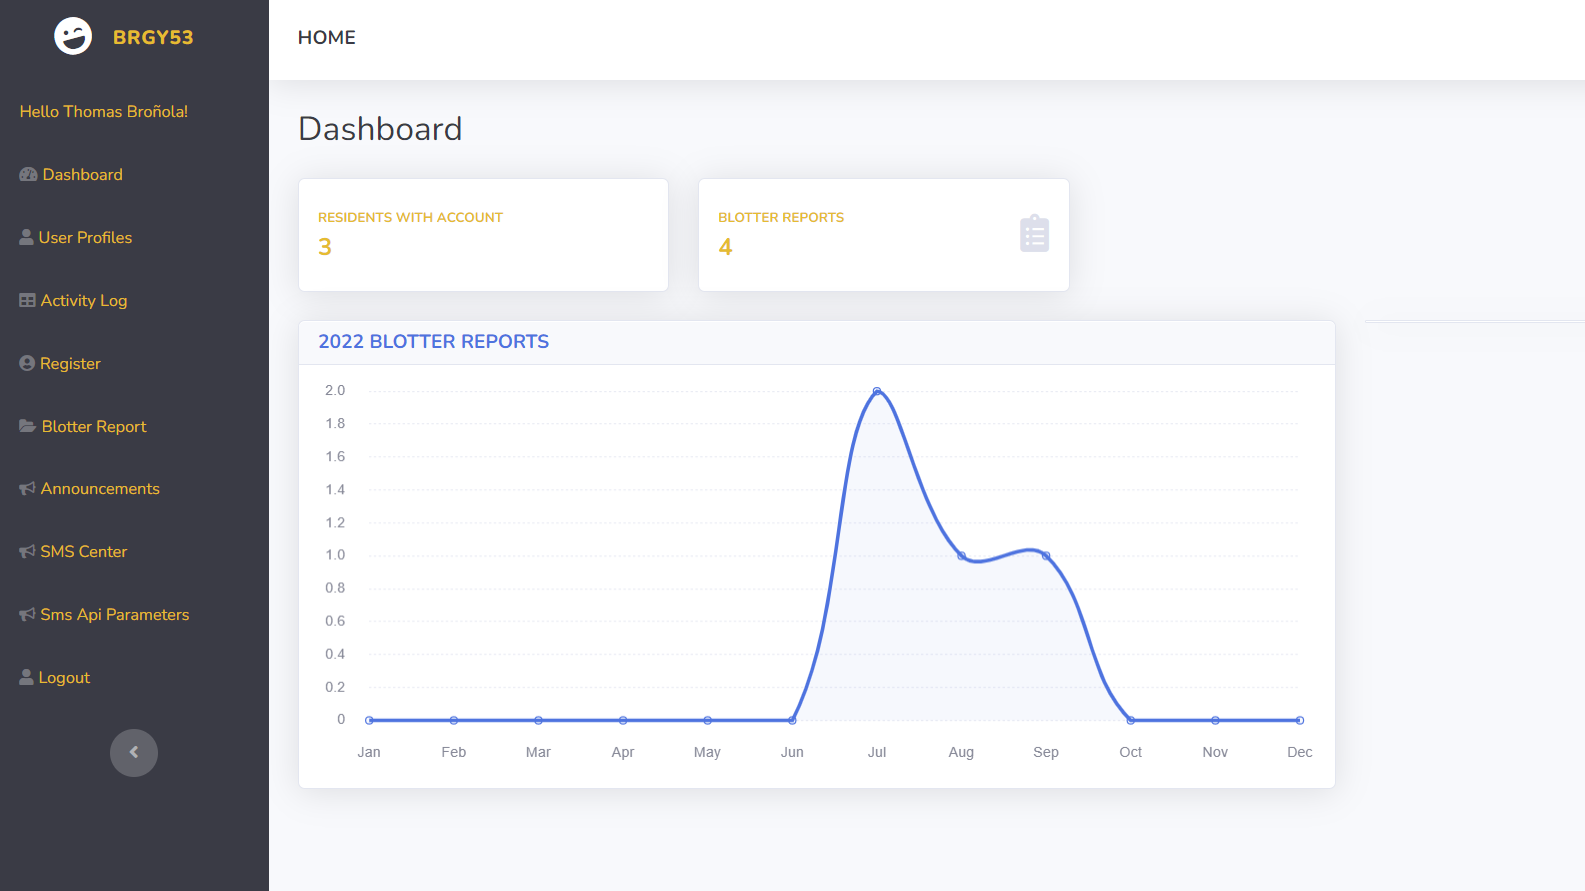 BRGY53
Hello Thomas Broñola!
Dashboard
User Profiles
Activity Log
Register
Blotter Report
Announcements
SMS Center
Sms Api Parameters
Logout
HOME
Dashboard
RESIDENTS WITH ACCOUNT
3
BLOTTER REPORTS
4
2022 BLOTTER REPORTS
2.0
1.8
1.6
1.4
1.2
1.0
0.8
0.6
0.4
0.2
0
Jan Feb Mar Apr May Jun Jul Aug Sep Oct Nov Dec